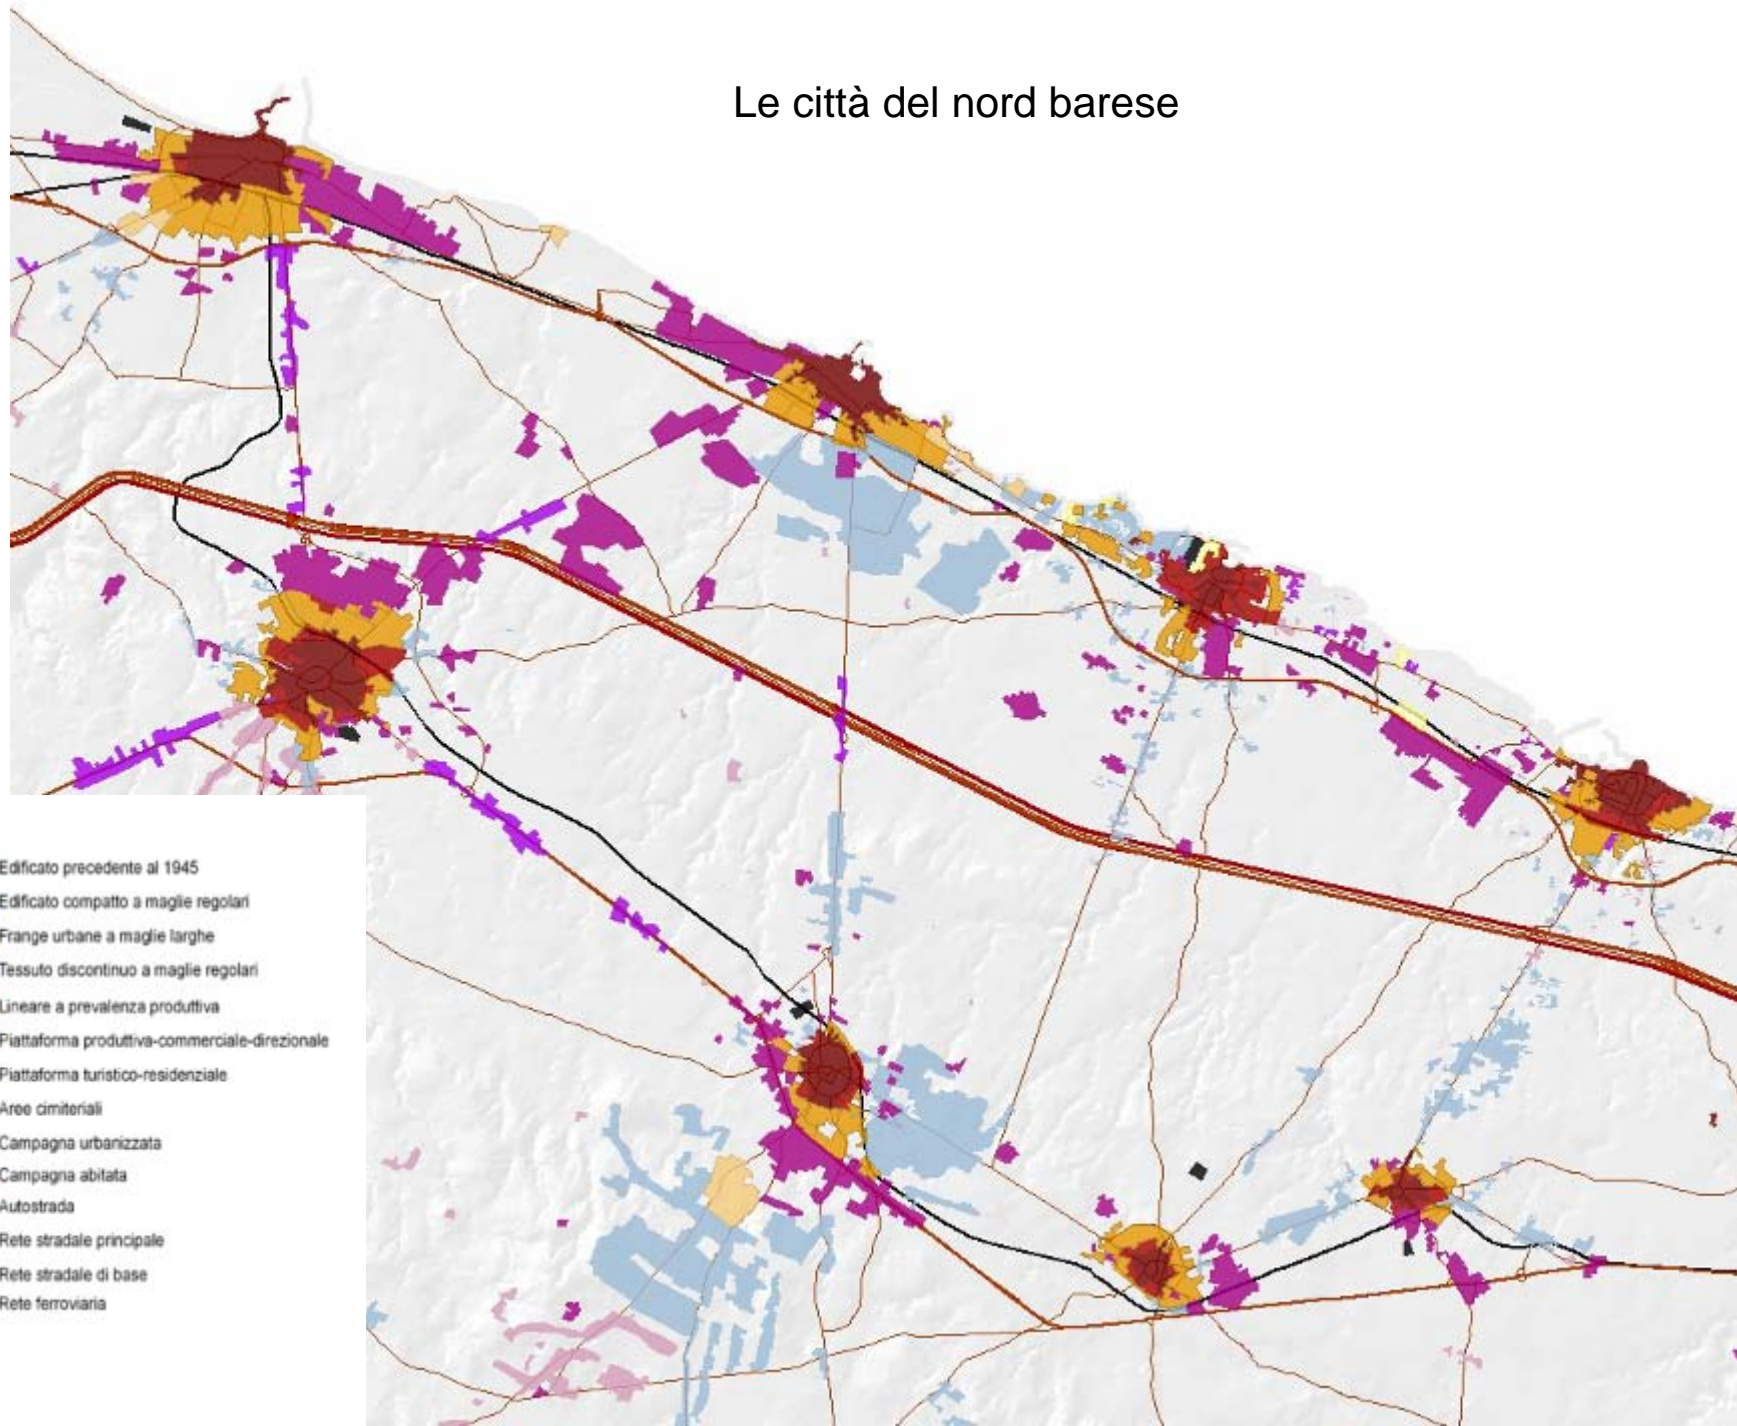 Le città del nord barese
Edificato precedente al 1945
Edificato compatto a maglie regolari
Frange urbane a maglie larghe
Tessuto discontinuo a maglie regolari
Lineare a prevalenza produttiva
Piattaforma produttiva-commerciale-direzionale
Piattaforma turistico-residenziale
Aree cimiteriali
Campagna urbanizzata
Campagna abitata
Autostrada
Rete stradale principale
Rete stradale di base
Rete ferroviaria